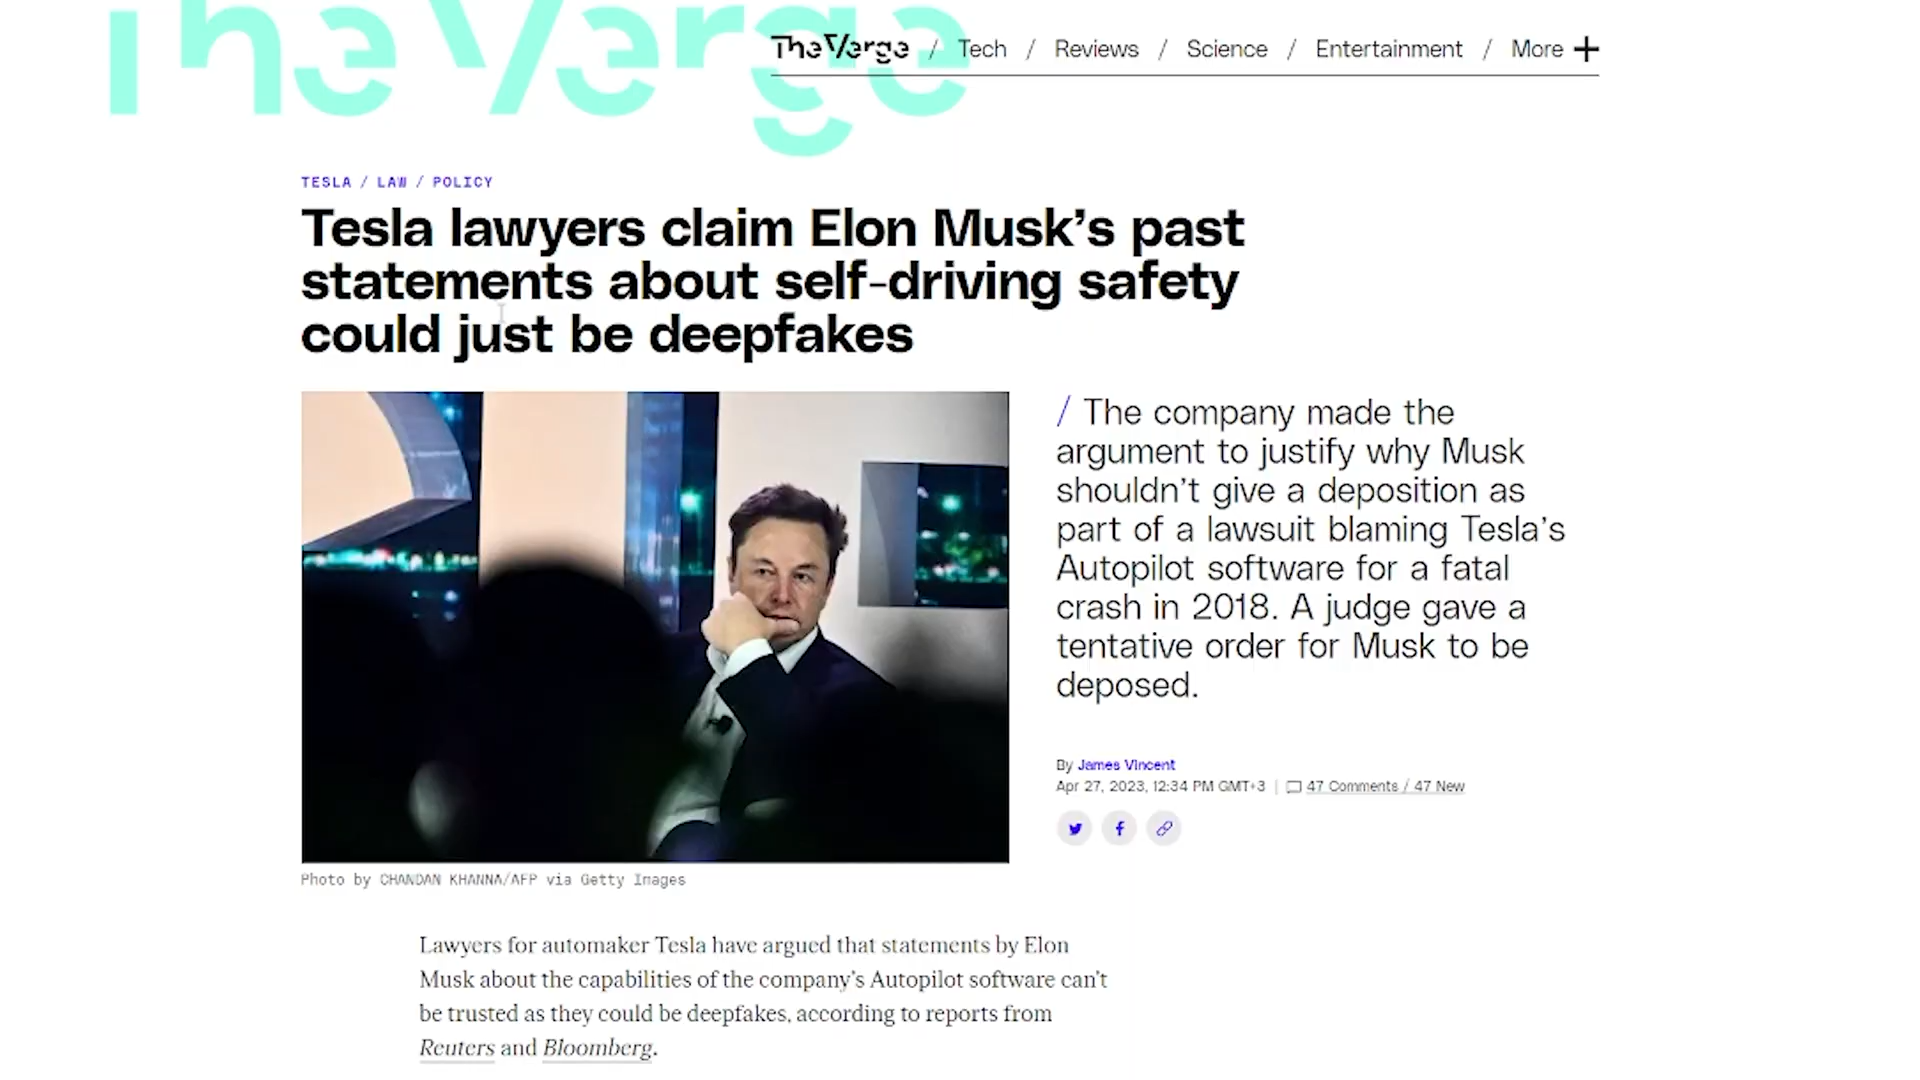 The Verge
The Verge / Tech / Reviews / Science / Entertainment / More +
TESLA / LAW / POLICY
Tesla lawyers claim Elon Musk’s past
statements about self-driving safety
could just be deepfakes
/ The company made the
argument to justify why Musk
shouldn’t give a deposition as
part of a lawsuit blaming Tesla’s
Autopilot software for a fatal
crash in 2018. A judge gave a
tentative order for Musk to be
deposed.
By James Vincent
Apr 27, 2023, 12:34 PM GMT+3 | 47 Comments / 47 New
Photo by CHANDAN KHANNA/AFP via Getty Images
Lawyers for automaker Tesla have argued that statements by Elon
Musk about the capabilities of the company’s Autopilot software can’t
be trusted as they could be deepfakes, according to reports from
Reuters and Bloomberg.